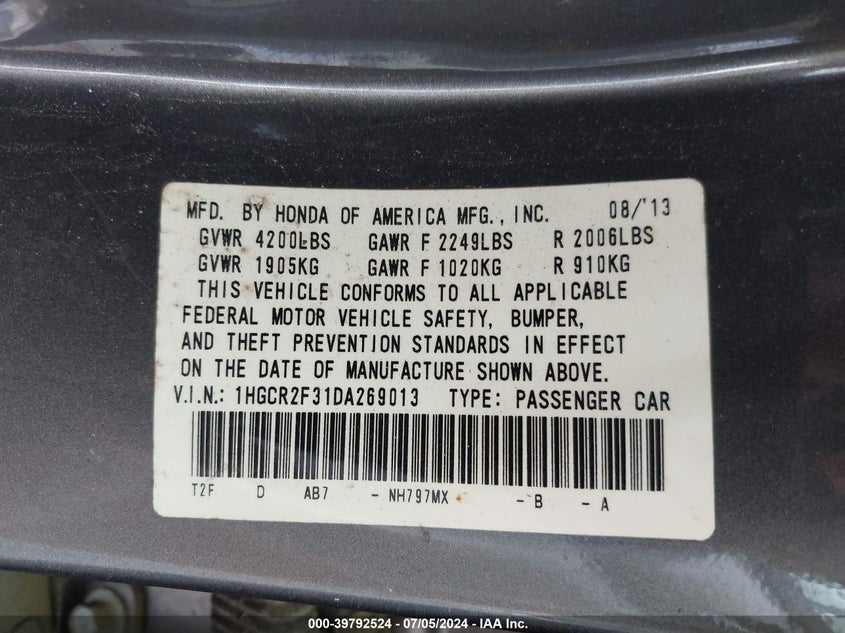 MFD. BY HONDA OF AMERICA MFG., INC. 08/'13
GVWR 4200LBS GAWR F 2249LBS R 2006LBS
GVWR 1905KG GAWR F 1020KG R 910KG
THIS VEHICLE CONFORMS TO ALL APPLICABLE
FEDERAL MOTOR VEHICLE SAFETY, BUMPER,
AND THEFT PREVENTION STANDARDS IN EFFECT
ON THE DATE OF MANUFACTURE SHOWN ABOVE.
V.I.N.: 1HGCR2F31DA269013 TYPE: PASSENGER CAR
T2F D AB7 - NH797MX - B - A
000-39792524 - 07/05/2024 - IAA Inc.